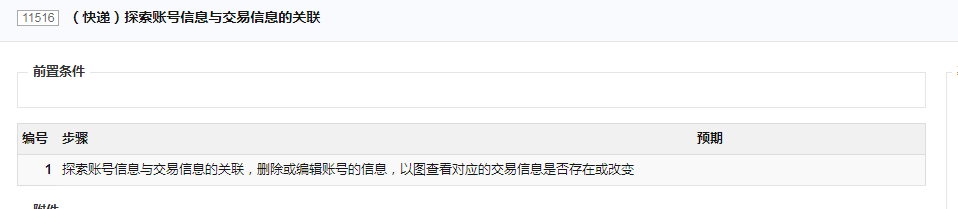 11516 （快递）探索账号信息与交易信息的关联
前置条件
编号 步骤 预期
1 探索账号信息与交易信息的关联，删除或编辑账号的信息，以图查看对应的交易信息是否存在或改变
附件